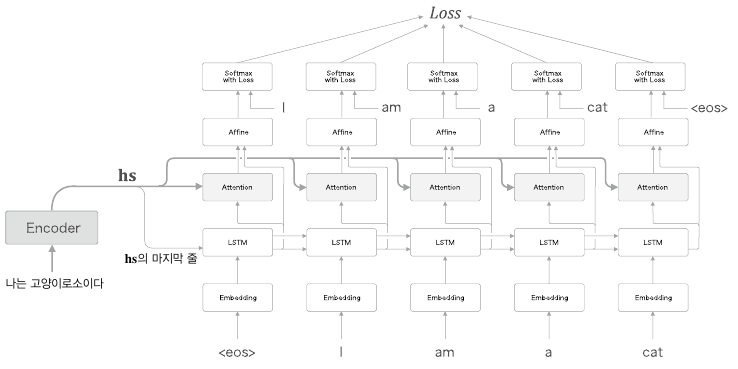 Loss
Softmax
with Loss
Softmax
with Loss
Softmax
with Loss
Softmax
with Loss
Softmax
with Loss
I
am
a
cat
<eos>
Affine
Affine
Affine
Affine
Affine
hs
Attention
Attention
Attention
Attention
Attention
Encoder
LSTM
LSTM
LSTM
LSTM
LSTM
hs의 마지막 줄
나는 고양이로소이다
Embedding
Embedding
Embedding
Embedding
Embedding
<eos>
I
am
a
cat